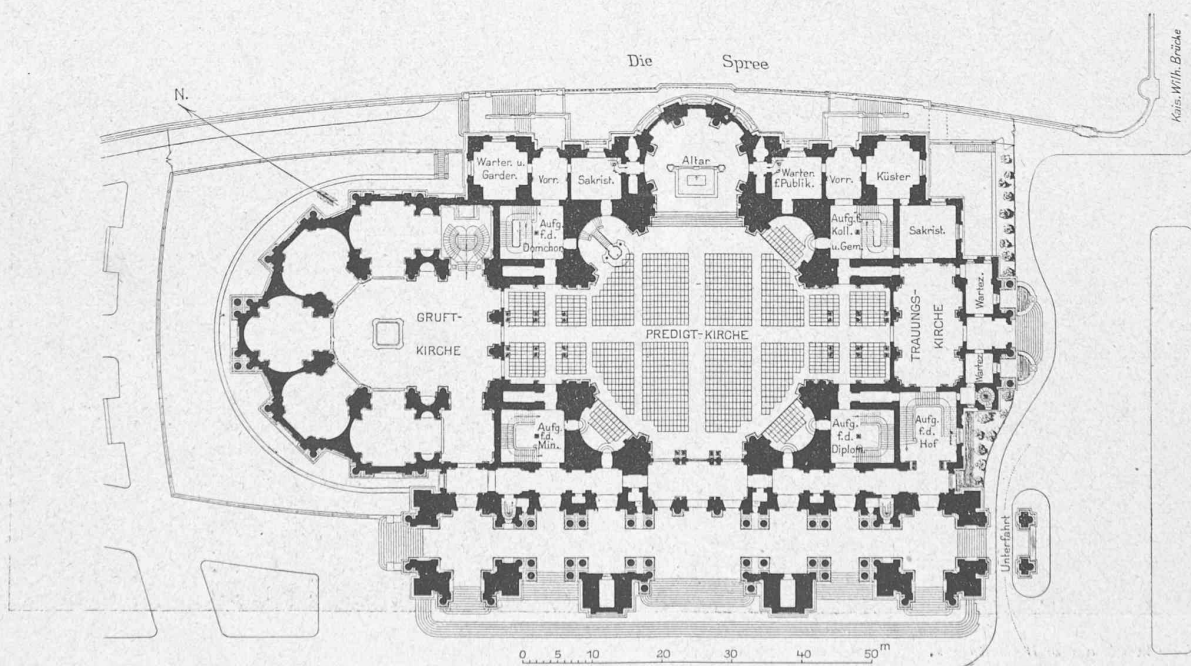 Die Spree
Kais. Wilh. Brücke
N.
Warter. u.
Garder.
Vorr.
Sakrist.
Altar
Warter.
f. Publik.
Vorr.
Küster
Aufg.
f.d.
Domchor
Aufg. f.
Koll.
u. Gem.
Sakrist.
GRUFT-
KIRCHE
PREDIGT-KIRCHE
TRAUUNGS-
KIRCHE
Wartez.
Wartez.
Aufg.
f.d.
Min.
Aufg.
f.d.
Diplom.
Aufg.
f.d.
Hof
Unterfahrt
0 5 10 20 30 40 50 m